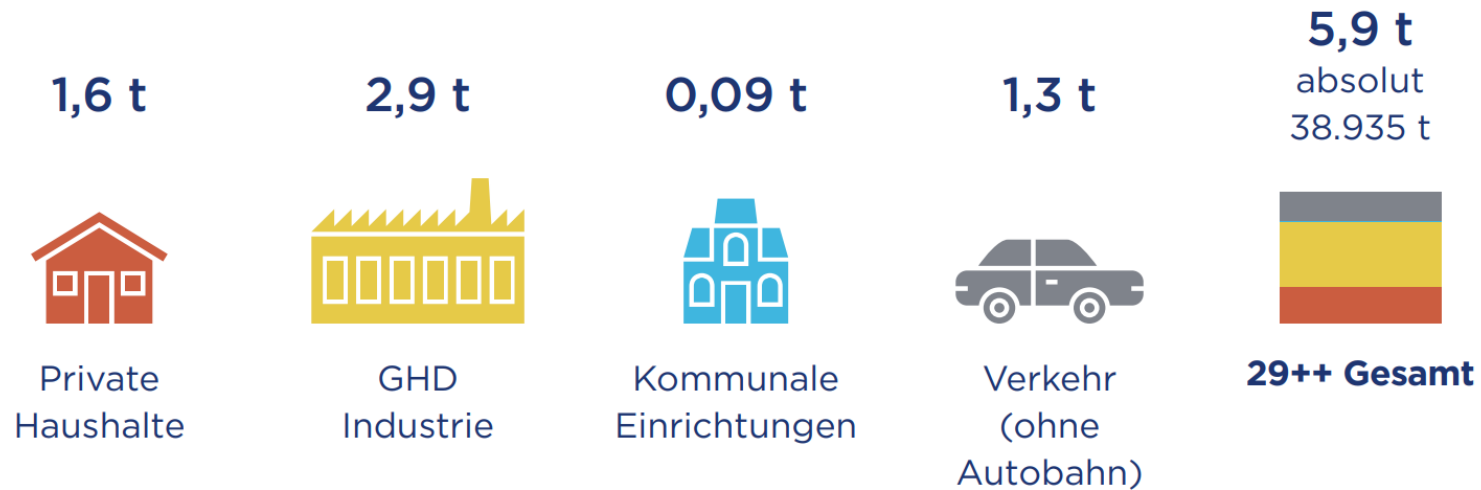 1,6 t
2,9 t
0,09 t
1,3 t
5,9 t
absolut
38.935 t
Private
Haushalte
GHD
Industrie
Kommunale
Einrichtungen
Verkehr
(ohne
Autobahn)
29++ Gesamt